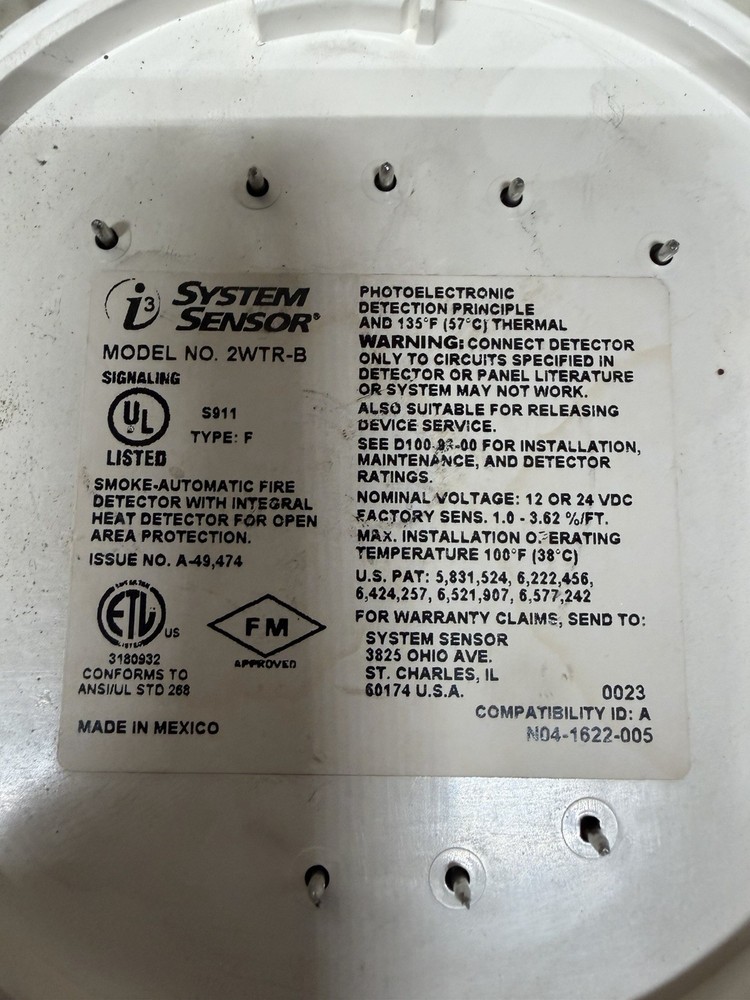 i3 SYSTEM
SENSOR®
MODEL NO. 2WTR-B
SIGNALING
UL
S911
TYPE: F
LISTED
SMOKE-AUTOMATIC FIRE
DETECTOR WITH INTEGRAL
HEAT DETECTOR FOR OPEN
AREA PROTECTION.
ISSUE NO. A-49,474
ETL US
LISTED
3180932
CONFORMS TO
ANSI/UL STD 268
FM
APPROVED
MADE IN MEXICO
PHOTOELECTRONIC
DETECTION PRINCIPLE
AND 135°F (57°C) THERMAL
WARNING: CONNECT DETECTOR
ONLY TO CIRCUITS SPECIFIED IN
DETECTOR OR PANEL LITERATURE
OR SYSTEM MAY NOT WORK.
ALSO SUITABLE FOR RELEASING
DEVICE SERVICE.
SEE FOR INSTALLATION,
MAINTENANCE, AND DETECTOR
RATINGS.
NOMINAL VOLTAGE: 12 OR 24 VDC
FACTORY SENS. 1.0 - 3.62 %/FT.
MAX. INSTALLATION OPERATING
TEMPERATURE 100°F (38°C)
U.S. PAT: 5,831,524, 6,222,456,
6,424,257, 6,521,907, 6,577,242
FOR WARRANTY CLAIMS, SEND TO:
SYSTEM SENSOR
3825 OHIO AVE.
ST. CHARLES, IL
60174 U.S.A.
0023
COMPATIBILITY ID: A
N04-1622-005